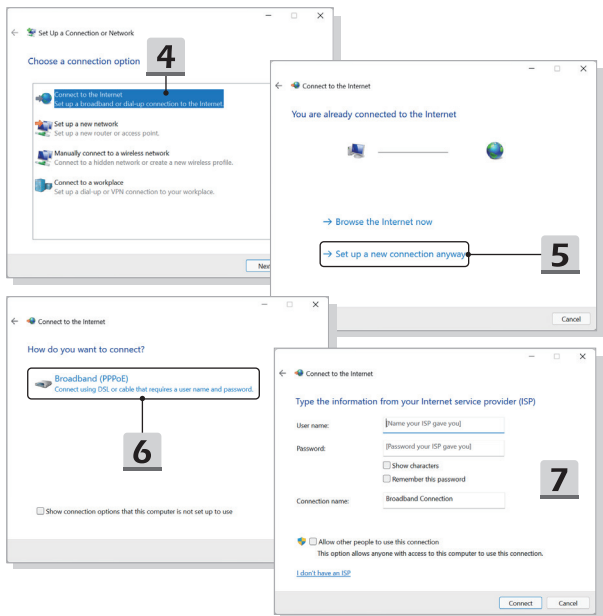 Set Up a Connection or Network
Choose a connection option
4
Connect to the Internet
Set up a broadband or dial-up connection to the Internet.
Set up a new network
Set up a new router or access point.
Manually connect to a wireless network
Connect to a hidden network or create a new wireless profile.
Connect to a workplace
Set up a dial-up or VPN connection to your workplace.
Connect to the Internet
You are already connected to the Internet
→ Browse the Internet now
→ Set up a new connection anyway
5
Cancel
Connect to the Internet
How do you want to connect?
Broadband (PPPoE)
Connect using DSL or cable that requires a user name and password.
6
Show connection options that this computer is not set up to use
Connect to the Internet
Type the information from your Internet service provider (ISP)
User name: [Name your ISP gave you]
Password: [Password your ISP gave you]
Show characters
Remember this password
7
Connection name: Broadband Connection
Allow other people to use this connection
This option allows anyone with access to this computer to use this connection.
I don't have an ISP
Connect Cancel